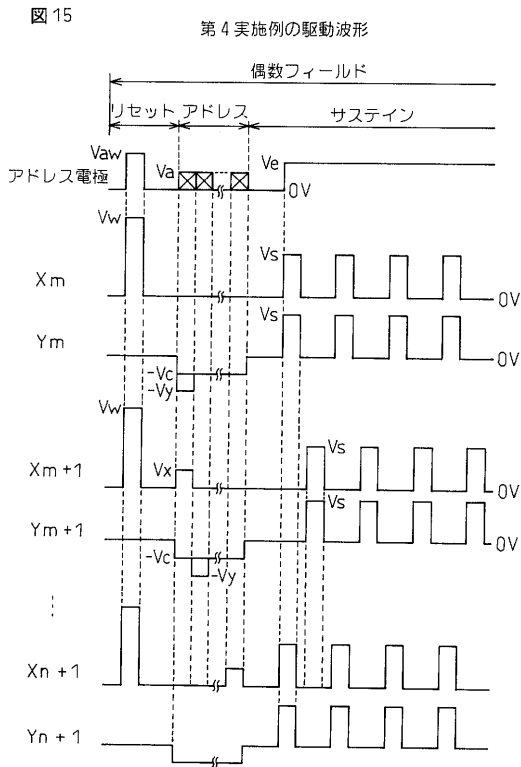 図15
第4実施例の駆動波形
偶数フィールド
リセット アドレス サステイン
Vaw
アドレス電極
Va
Ve
0V
Vw
Xm
Vs
0V
Ym
Vs
0V
-Vc
-Vy
Vw
Xm+1
Vx
Vs
0V
Ym+1
Vs
0V
-Vc
-Vy
Xn+1
Yn+1